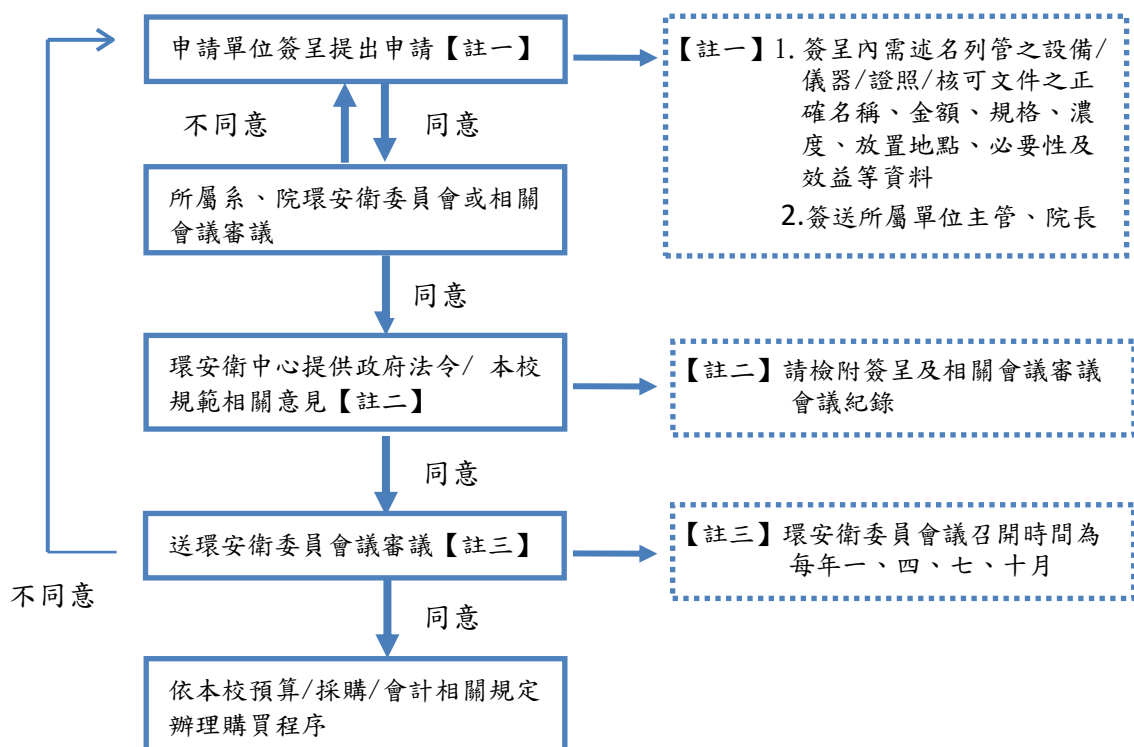 申請單位簽呈提出申請【註一】
【註一】1. 簽呈內需述名列管之設備/
儀器/證照/核可文件之正
確名稱、金額、規格、濃
度、放置地點、必要性及
效益等資料
2.簽送所屬單位主管、院長
不同意
同意
所屬系、院環安衛委員會或相關
會議審議
同意
環安衛中心提供政府法令/ 本校
規範相關意見【註二】
【註二】請檢附簽呈及相關會議審議
會議紀錄
同意
送環安衛委員會議審議【註三】
【註三】環安衛委員會議召開時間為
每年一、四、七、十月
不同意
同意
依本校預算/採購/會計相關規定
辦理購買程序